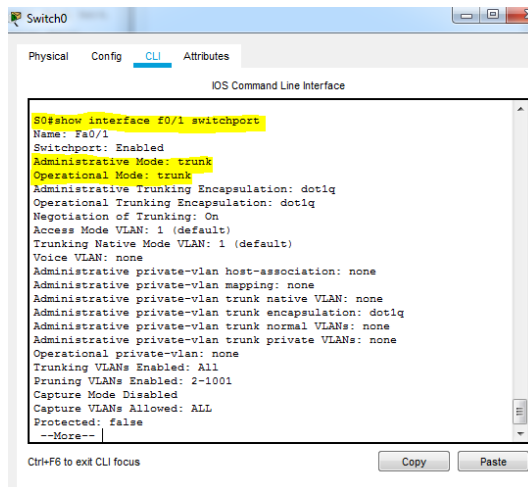 Switch0
Physical Config CLI Attributes
IOS Command Line Interface
S0#show interface f0/1 switchport
Name: Fa0/1
Switchport: Enabled
Administrative Mode: trunk
Operational Mode: trunk
Administrative Trunking Encapsulation: dot1q
Operational Trunking Encapsulation: dot1q
Negotiation of Trunking: On
Access Mode VLAN: 1 (default)
Trunking Native Mode VLAN: 1 (default)
Voice VLAN: none
Administrative private-vlan host-association: none
Administrative private-vlan mapping: none
Administrative private-vlan trunk native VLAN: none
Administrative private-vlan trunk encapsulation: dot1q
Administrative private-vlan trunk normal VLANs: none
Administrative private-vlan trunk private VLANs: none
Operational private-vlan: none
Trunking VLANs Enabled: All
Pruning VLANs Enabled: 2-1001
Capture Mode Disabled
Capture VLANs Allowed: ALL
Protected: false
--More--
Ctrl+F6 to exit CLI focus
Copy Paste